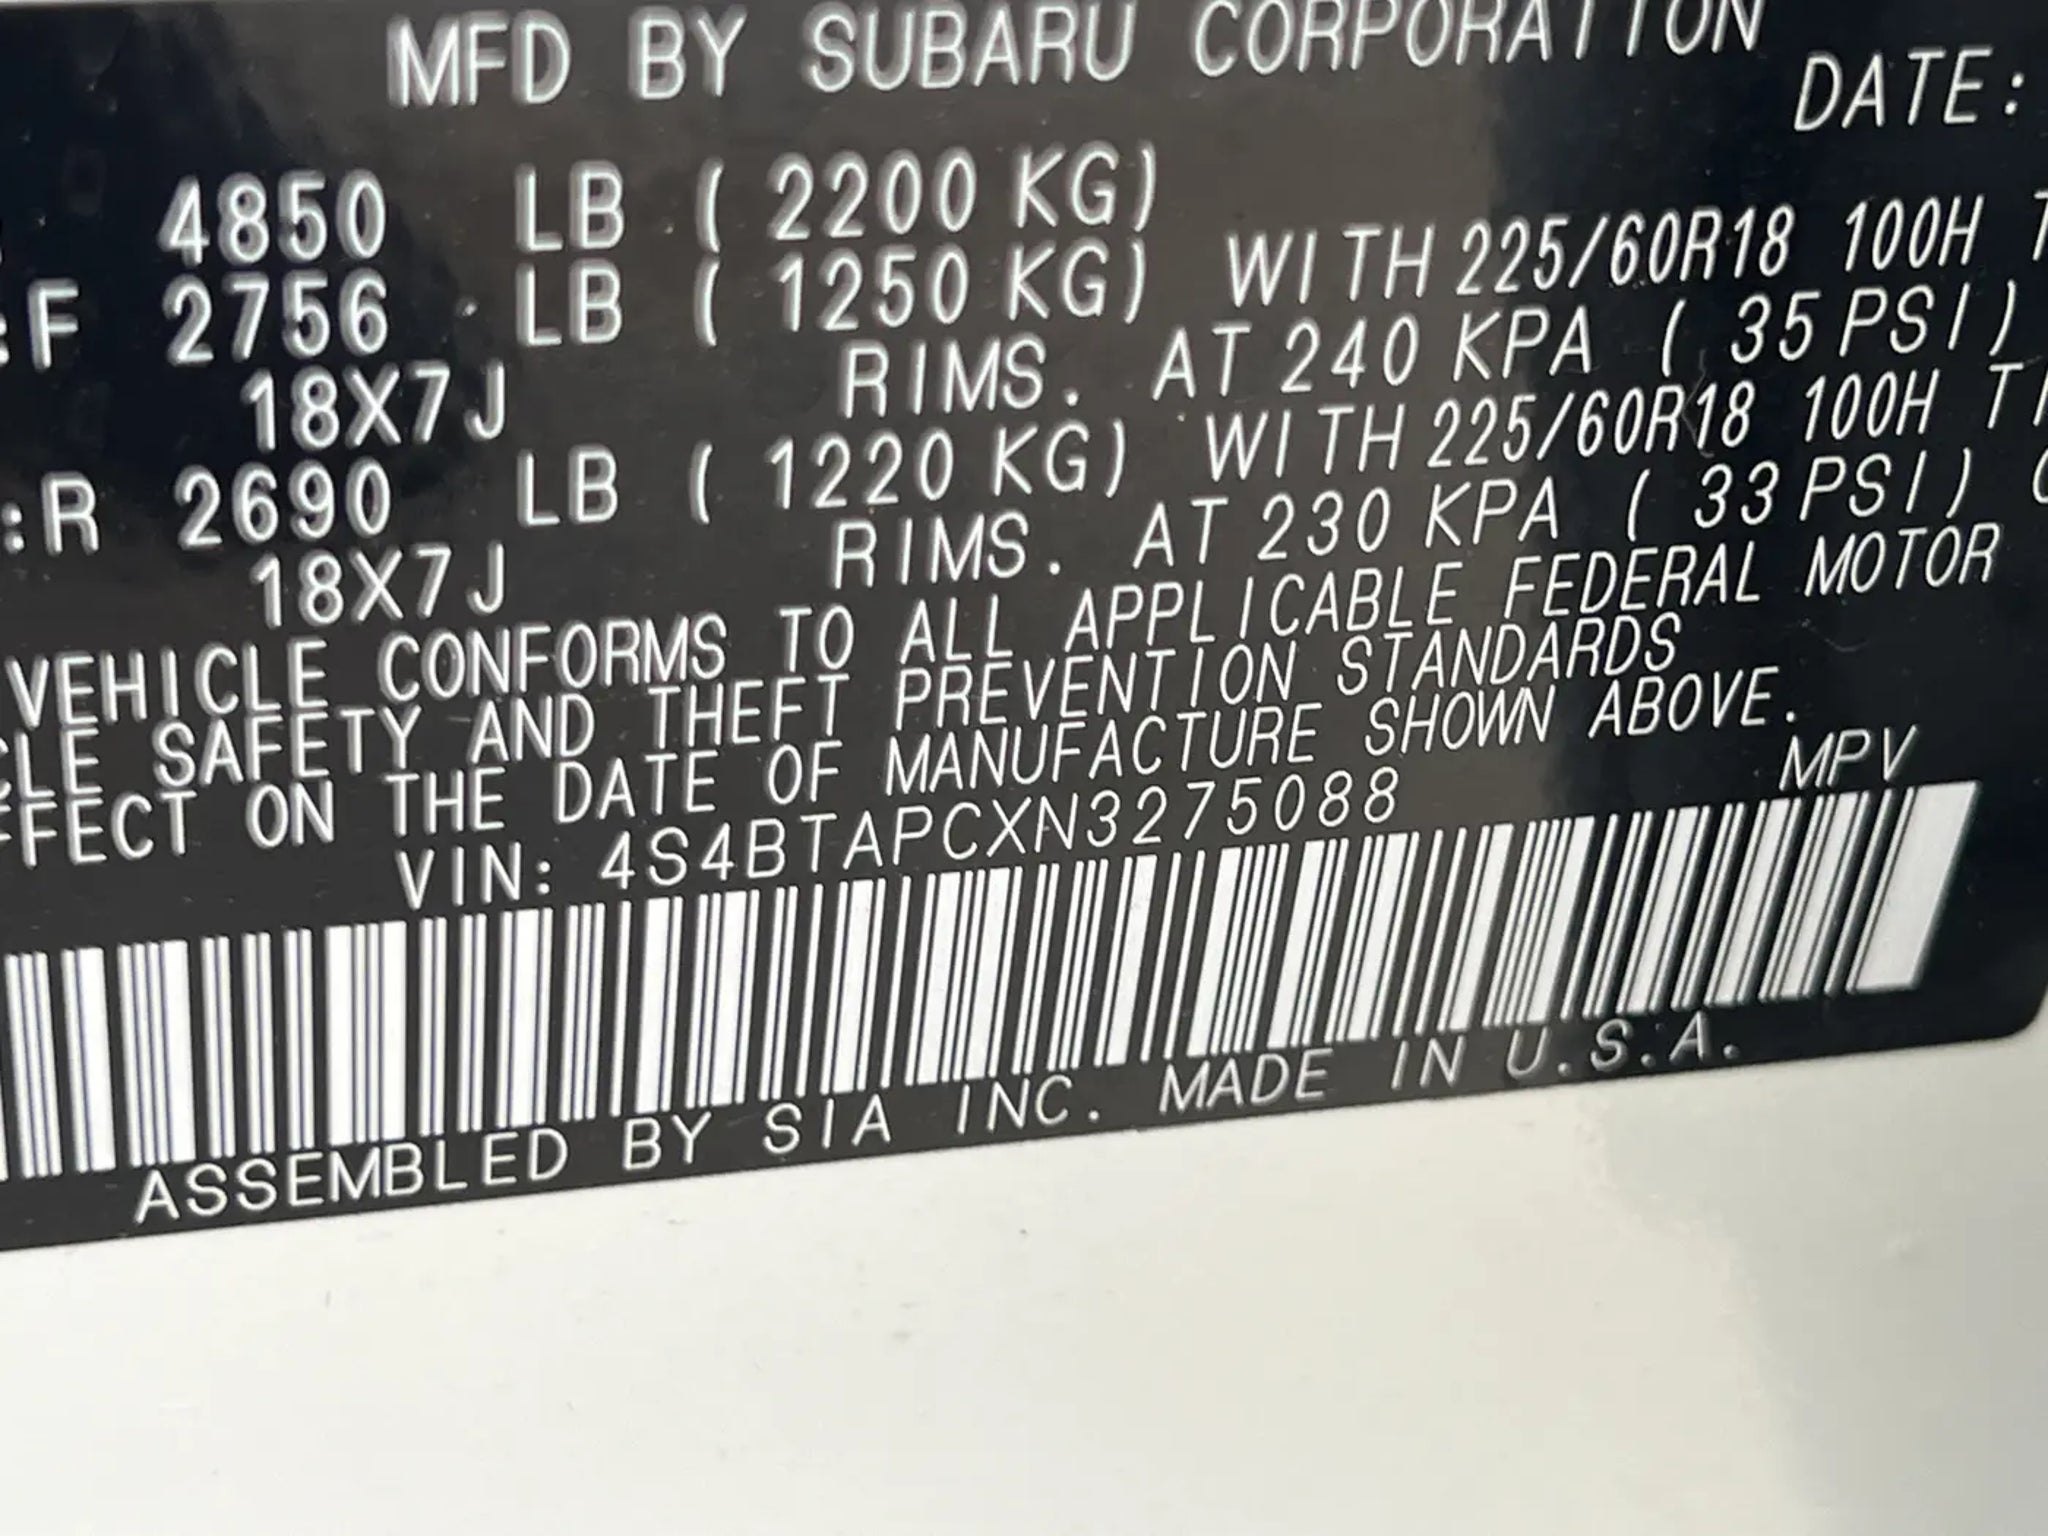 MFD BY SUBARU CORPORATION
DATE:
4850 LB ( 2200 KG)
:F 2756 LB ( 1250 KG) WITH 225/60R18 100H
18X7J RIMS. AT 240 KPA ( 35 PSI)
:R 2690 LB ( 1220 KG) WITH 225/60R18 100H
18X7J RIMS. AT 230 KPA ( 33 PSI)
VEHICLE CONFORMS TO ALL APPLICABLE FEDERAL MOTOR
CLE SAFETY AND THEFT PREVENTION STANDARDS
FFECT ON THE DATE OF MANUFACTURE SHOWN ABOVE.
VIN: 4S4BTAPCXN3275088 MPV
ASSEMBLED BY SIA INC. MADE IN U.S.A.